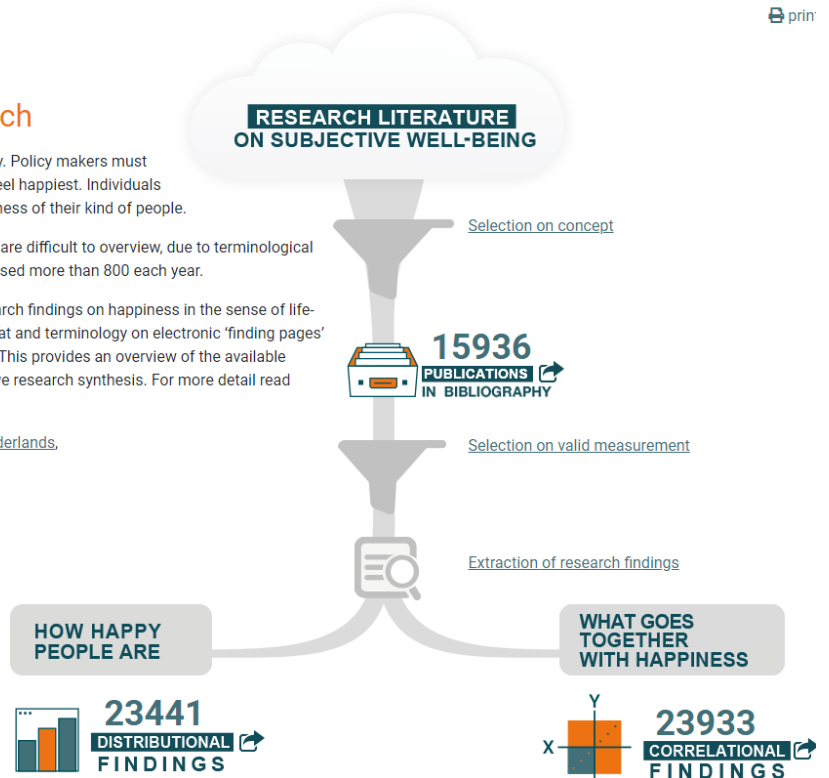 print
RESEARCH LITERATURE
ON SUBJECTIVE WELL-BEING
ch
y. Policy makers must
eel happiest. Individuals
ness of their kind of people.
are difficult to overview, due to terminological
sed more than 800 each year.
arch findings on happiness in the sense of life-
at and terminology on electronic ‘finding pages’
This provides an overview of the available
ve research synthesis. For more detail read
derlands,
Selection on concept
15936
PUBLICATIONS
IN BIBLIOGRAPHY
Selection on valid measurement
Extraction of research findings
HOW HAPPY
PEOPLE ARE
WHAT GOES
TOGETHER
WITH HAPPINESS
23441
DISTRIBUTIONAL
FINDINGS
Y
X
23933
CORRELATIONAL
FINDINGS